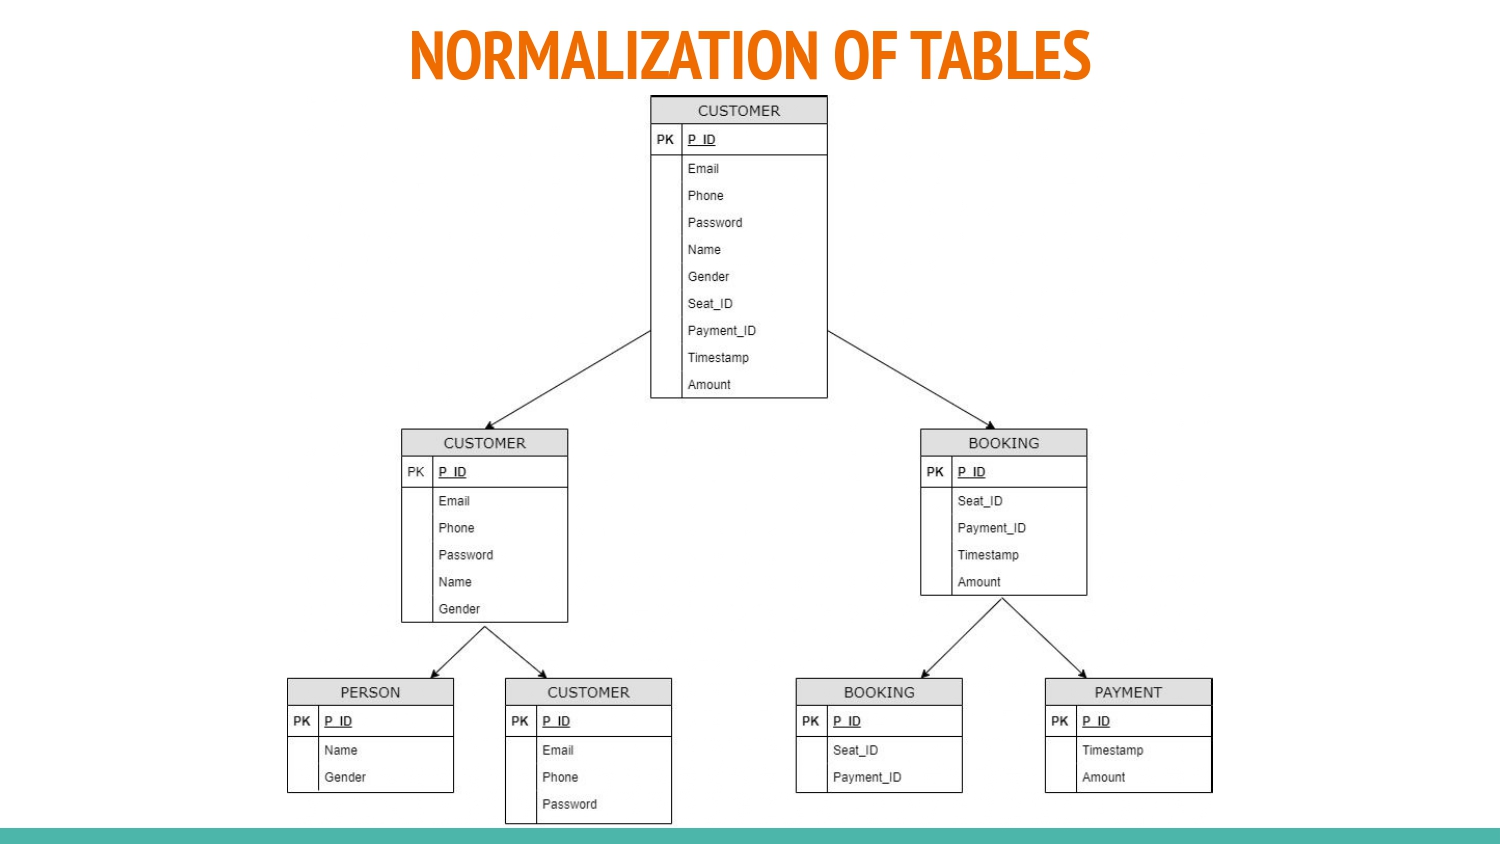 NORMALIZATION OF TABLES
CUSTOMER
PK P_ID
Email
Phone
Password
Name
Gender
Seat_ID
Payment_ID
Timestamp
Amount
CUSTOMER
PK P_ID
Email
Phone
Password
Name
Gender
BOOKING
PK P_ID
Seat_ID
Payment_ID
Timestamp
Amount
PERSON
PK P_ID
Name
Gender
CUSTOMER
PK P_ID
Email
Phone
Password
BOOKING
PK P_ID
Seat_ID
Payment_ID
PAYMENT
PK P_ID
Timestamp
Amount